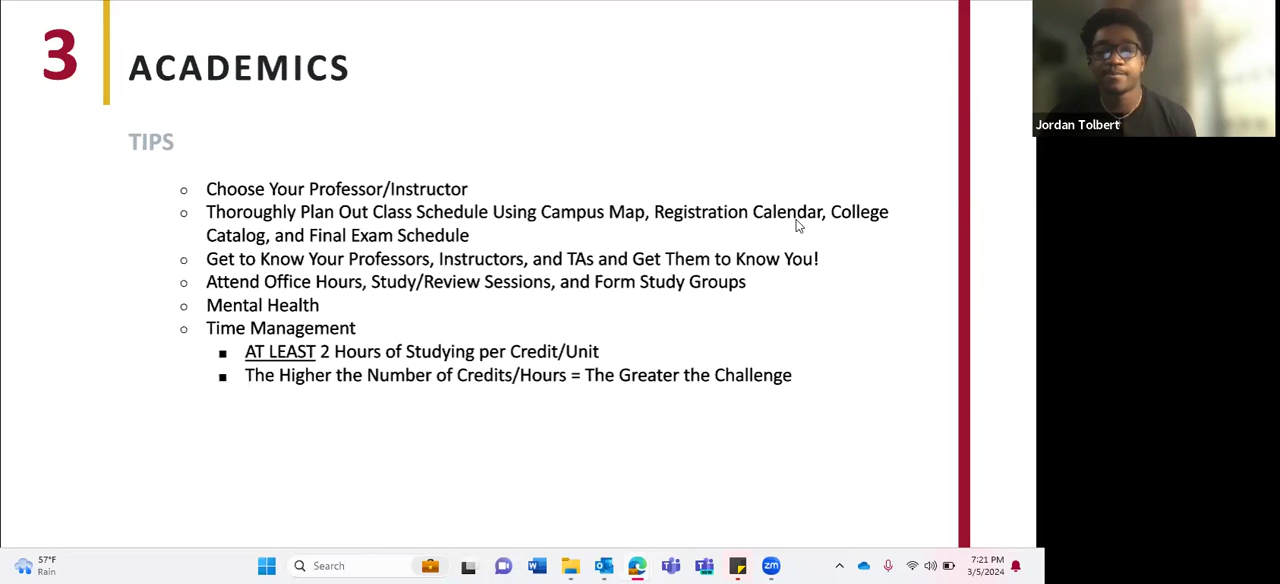 3
ACADEMICS
TIPS
Choose Your Professor/Instructor
Thoroughly Plan Out Class Schedule Using Campus Map, Registration Calendar, College
Catalog, and Final Exam Schedule
Get to Know Your Professors, Instructors, and TAs and Get Them to Know You!
Attend Office Hours, Study/Review Sessions, and Form Study Groups
Mental Health
Time Management
AT LEAST 2 Hours of Studying per Credit/Unit
The Higher the Number of Credits/Hours = The Greater the Challenge
Jordan Tolbert
57°F
Rain
Search
zm
7:21 PM
3/5/2024